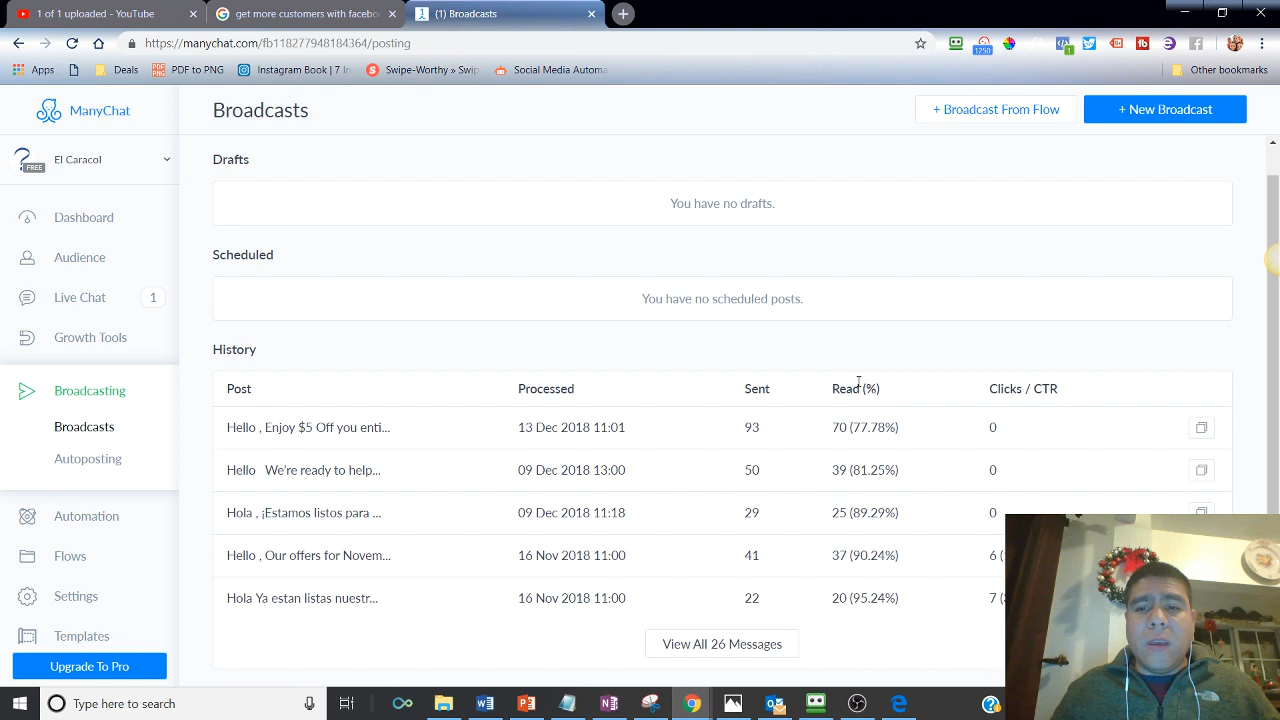 1 of 1 uploaded - YouTube
get more customers with facebo
(1) Broadcasts
https://manychat.com/fb118277948184364/posting
Apps
Deals
PDF to PNG
Instagram Book | 7 In
Swipe-Worthy x Swip
Social Media Automa
Other bookmarks
1250
1
ManyChat
Broadcasts
+ Broadcast From Flow
+ New Broadcast
El Caracol
FREE
Drafts
You have no drafts.
Dashboard
Audience
Scheduled
Live Chat
1
You have no scheduled posts.
Growth Tools
History
Broadcasting
Post Processed Sent Read (%) Clicks / CTR
Broadcasts
Hello , Enjoy $5 Off you enti... 13 Dec 2018 11:01 93 70 (77.78%) 0
Autoposting
Hello We're ready to help... 09 Dec 2018 13:00 50 39 (81.25%) 0
Automation
Hola , ¡Estamos listos para ... 09 Dec 2018 11:18 29 25 (89.29%) 0
Flows
Hello , Our offers for Novem... 16 Nov 2018 11:00 41 37 (90.24%) 6
Settings
Hola Ya estan listas nuestr... 16 Nov 2018 11:00 22 20 (95.24%) 7
Templates
View All 26 Messages
Upgrade To Pro
Type here to search